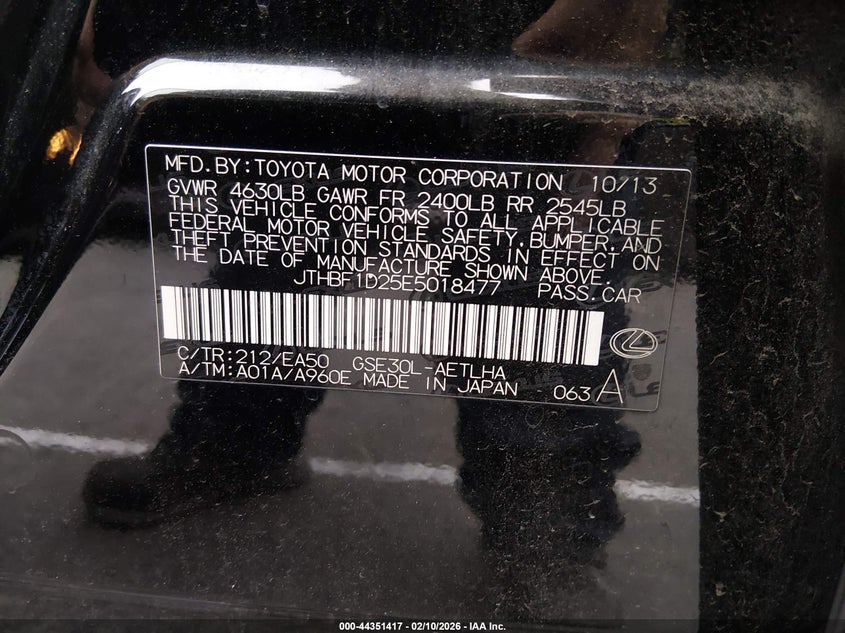 MFD.BY:TOYOTA MOTOR CORPORATION 10/13
GVWR 4630LB GAWR FR 2400LB RR 2545LB
THIS VEHICLE CONFORMS TO ALL APPLICABLE
FEDERAL MOTOR VEHICLE SAFETY,BUMPER,AND
THEFT PREVENTION STANDARDS IN EFFECT ON
THE DATE OF MANUFACTURE SHOWN ABOVE.
JTHBF1D25E5018477 PASS.CAR
C/TR:212/EA50 GSE30L-AETLHA
A/TM:A01A/A960E MADE IN JAPAN 063 A
000-44351417 - 02/10/2026 - IAA Inc.